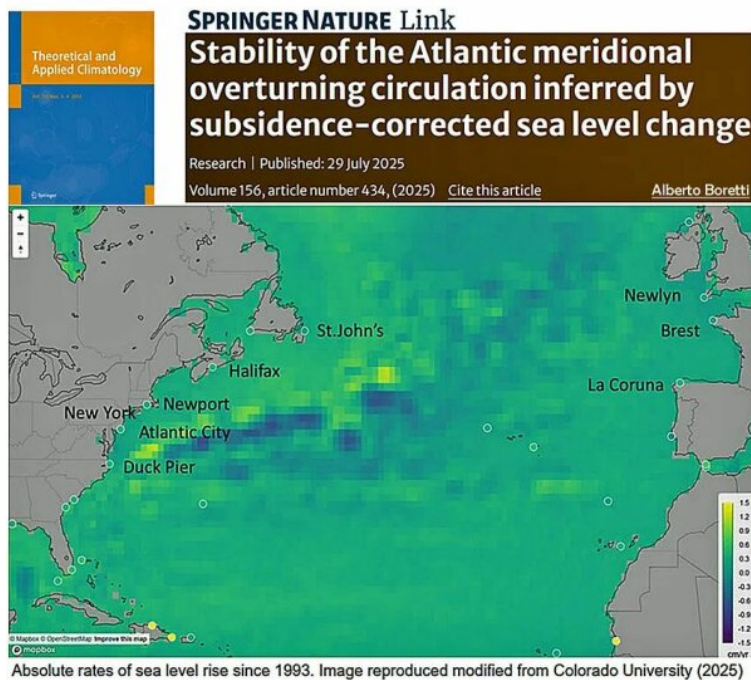 SPRINGER NATURE Link
Theoretical and
Applied Climatology
Stability of the Atlantic meridional
overturning circulation inferred by
subsidence-corrected sea level change
Research | Published: 29 July 2025
Volume 156, article number 434, (2025) Cite this article Alberto Boretti
Springer
+
−
Newlyn
Brest
St.John's
Halifax
La Coruna
New York
Newport
Atlantic City
Duck Pier
1.5
1.2
0.9
0.6
0.3
0.0
-0.3
-0.6
-0.9
-1.2
-1.5
cm/yr
© Mapbox © OpenStreetMap Improve this map
mapbox
Absolute rates of sea level rise since 1993. Image reproduced modified from Colorado University (2025)